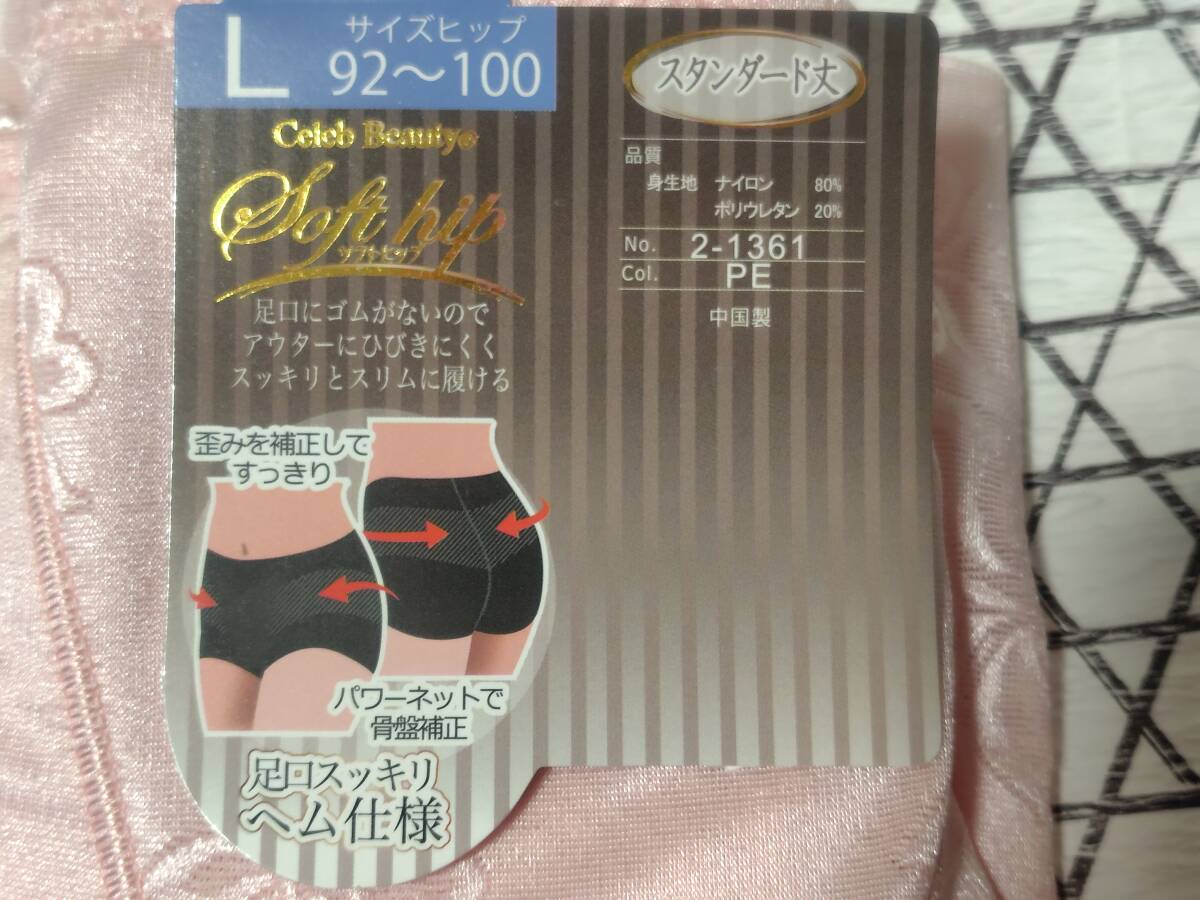 L
サイズヒップ
92～100
Celeb Beauty
Soft hip
ソフトヒップ
足口にゴムがないので
アウターにひびきにくく
スッキリとスリムに履ける
歪みを補正して
すっきり
パワーネットで
骨盤補正
足口スッキリ
ヘム仕様
スタンダード丈
品質
身生地 ナイロン 80%
ポリウレタン 20%
No. 2-1361
Col. PE
中国製